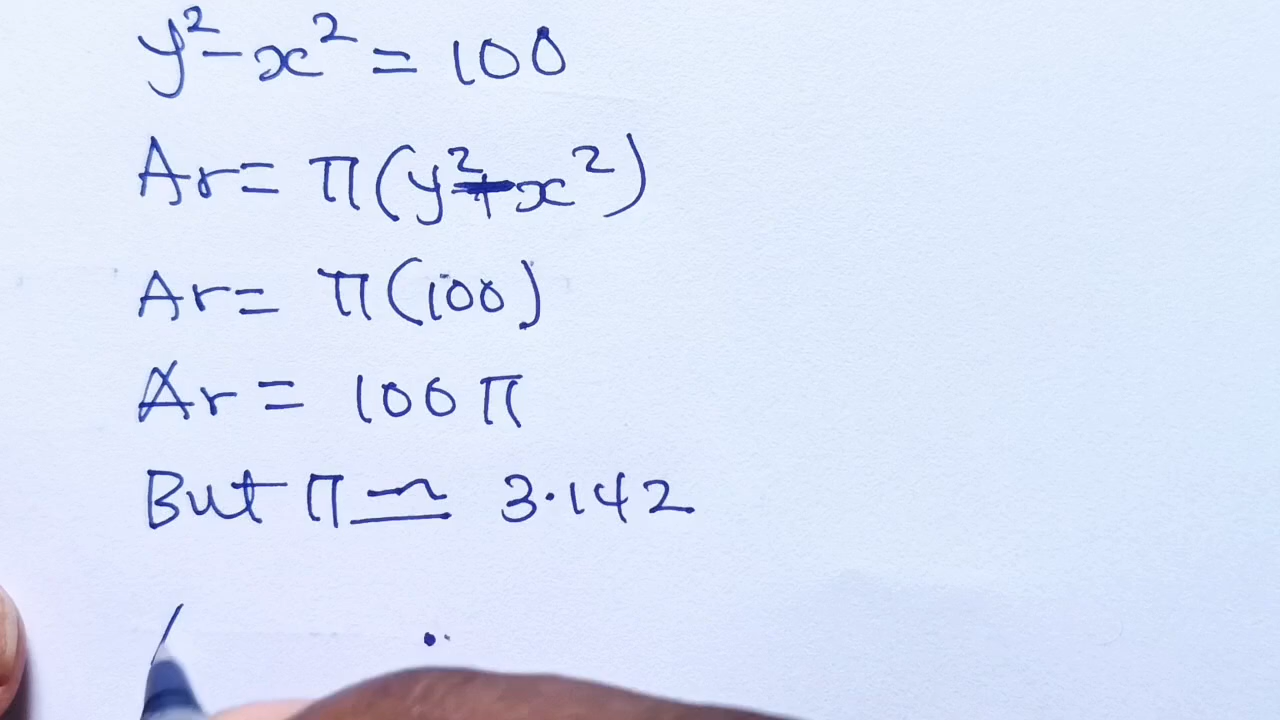 y² - x² = 100
Ar = π(y² - x²)
Ar = π(100)
Ar = 100π
But π ≃ 3.142